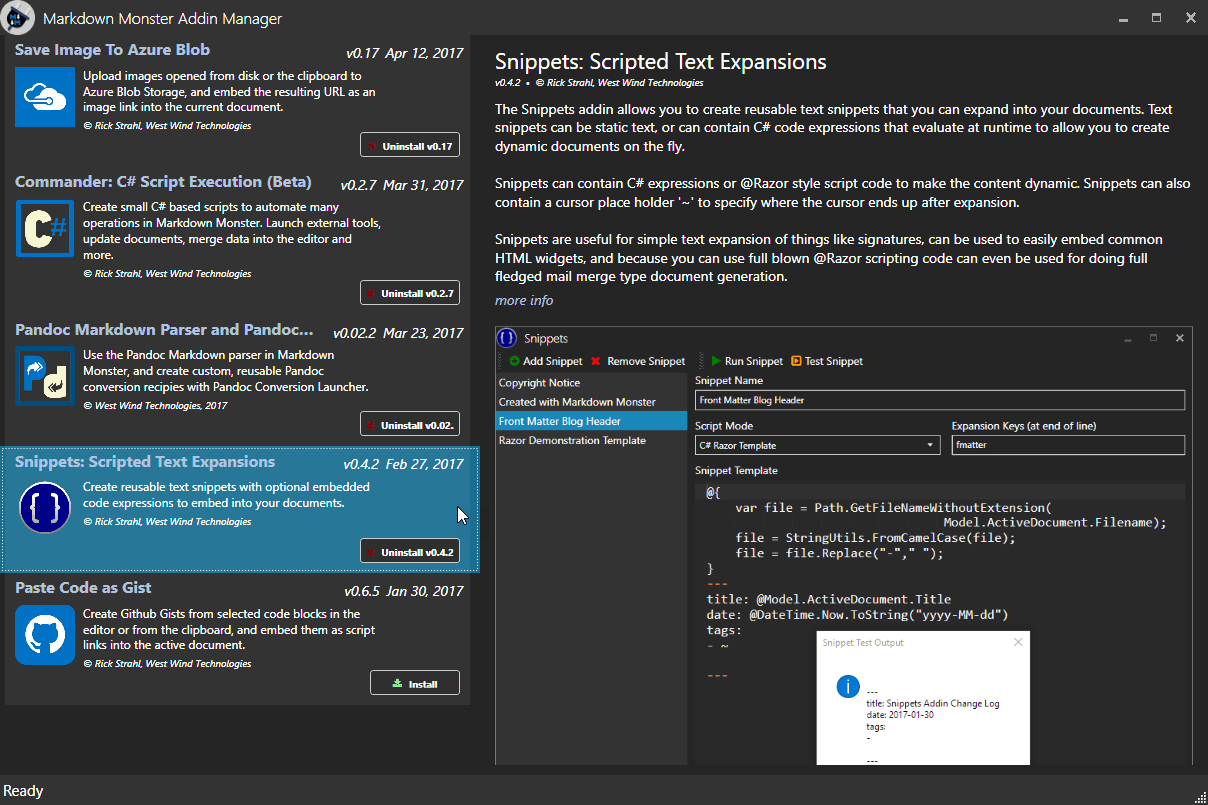 Markdown Monster Addin Manager
Save Image To Azure Blob
v0.17 Apr 12, 2017
Upload images opened from disk or the clipboard to
Azure Blob Storage, and embed the resulting URL as an
image link into the current document.
© Rick Strahl, West Wind Technologies
Uninstall v0.17
Commander: C# Script Execution (Beta)
v0.2.7 Mar 31, 2017
C#
Create small C# based scripts to automate many
operations in Markdown Monster. Launch external tools,
update documents, merge data into the editor and
more.
© Rick Strahl, West Wind Technologies
Uninstall v0.2.7
Pandoc Markdown Parser and Pandoc...
v0.02.2 Mar 23, 2017
Pd
Use the Pandoc Markdown parser in Markdown
Monster, and create custom, reusable Pandoc
conversion recipies with Pandoc Conversion Launcher.
© West Wind Technologies, 2017
Uninstall v0.02.
Snippets: Scripted Text Expansions
v0.4.2 Feb 27, 2017
{ }
Create reusable text snippets with optional embedded
code expressions to embed into your documents.
© Rick Strahl, West Wind Technologies
Uninstall v0.4.2
Paste Code as Gist
v0.6.5 Jan 30, 2017
Create Github Gists from selected code blocks in the
editor or from the clipboard, and embed them as script
links into the active document.
© Rick Strahl, West Wind Technologies
Install
Snippets: Scripted Text Expansions
v0.4.2 • © Rick Strahl, West Wind Technologies
The Snippets addin allows you to create reusable text snippets that you can expand into your documents. Text
snippets can be static text, or can contain C# code expressions that evaluate at runtime to allow you to create
dynamic documents on the fly.
Snippets can contain C# expressions or @Razor style script code to make the content dynamic. Snippets can also
contain a cursor place holder '~' to specify where the cursor ends up after expansion.
Snippets are useful for simple text expansion of things like signatures, can be used to easily embed common
HTML widgets, and because you can use full blown @Razor scripting code can even be used for doing full
fledged mail merge type document generation.
more info
{ } Snippets
Add Snippet Remove Snippet Run Snippet Test Snippet
Copyright Notice
Created with Markdown Monster
Front Matter Blog Header
Razor Demonstration Template
Snippet Name
Front Matter Blog Header
Script Mode
Expansion Keys (at end of line)
C# Razor Template
fmatter
Snippet Template
@{
var file = Path.GetFileNameWithoutExtension(
Model.ActiveDocument.Filename);
file = StringUtils.FromCamelCase(file);
file = file.Replace("-"," ");
}
---
title: @Model.ActiveDocument.Title
date: @DateTime.Now.ToString("yyyy-MM-dd")
tags:
- ~
---
Snippet Test Output
---
title: Snippets Addin Change Log
date: 2017-01-30
tags:
-
---
Ready